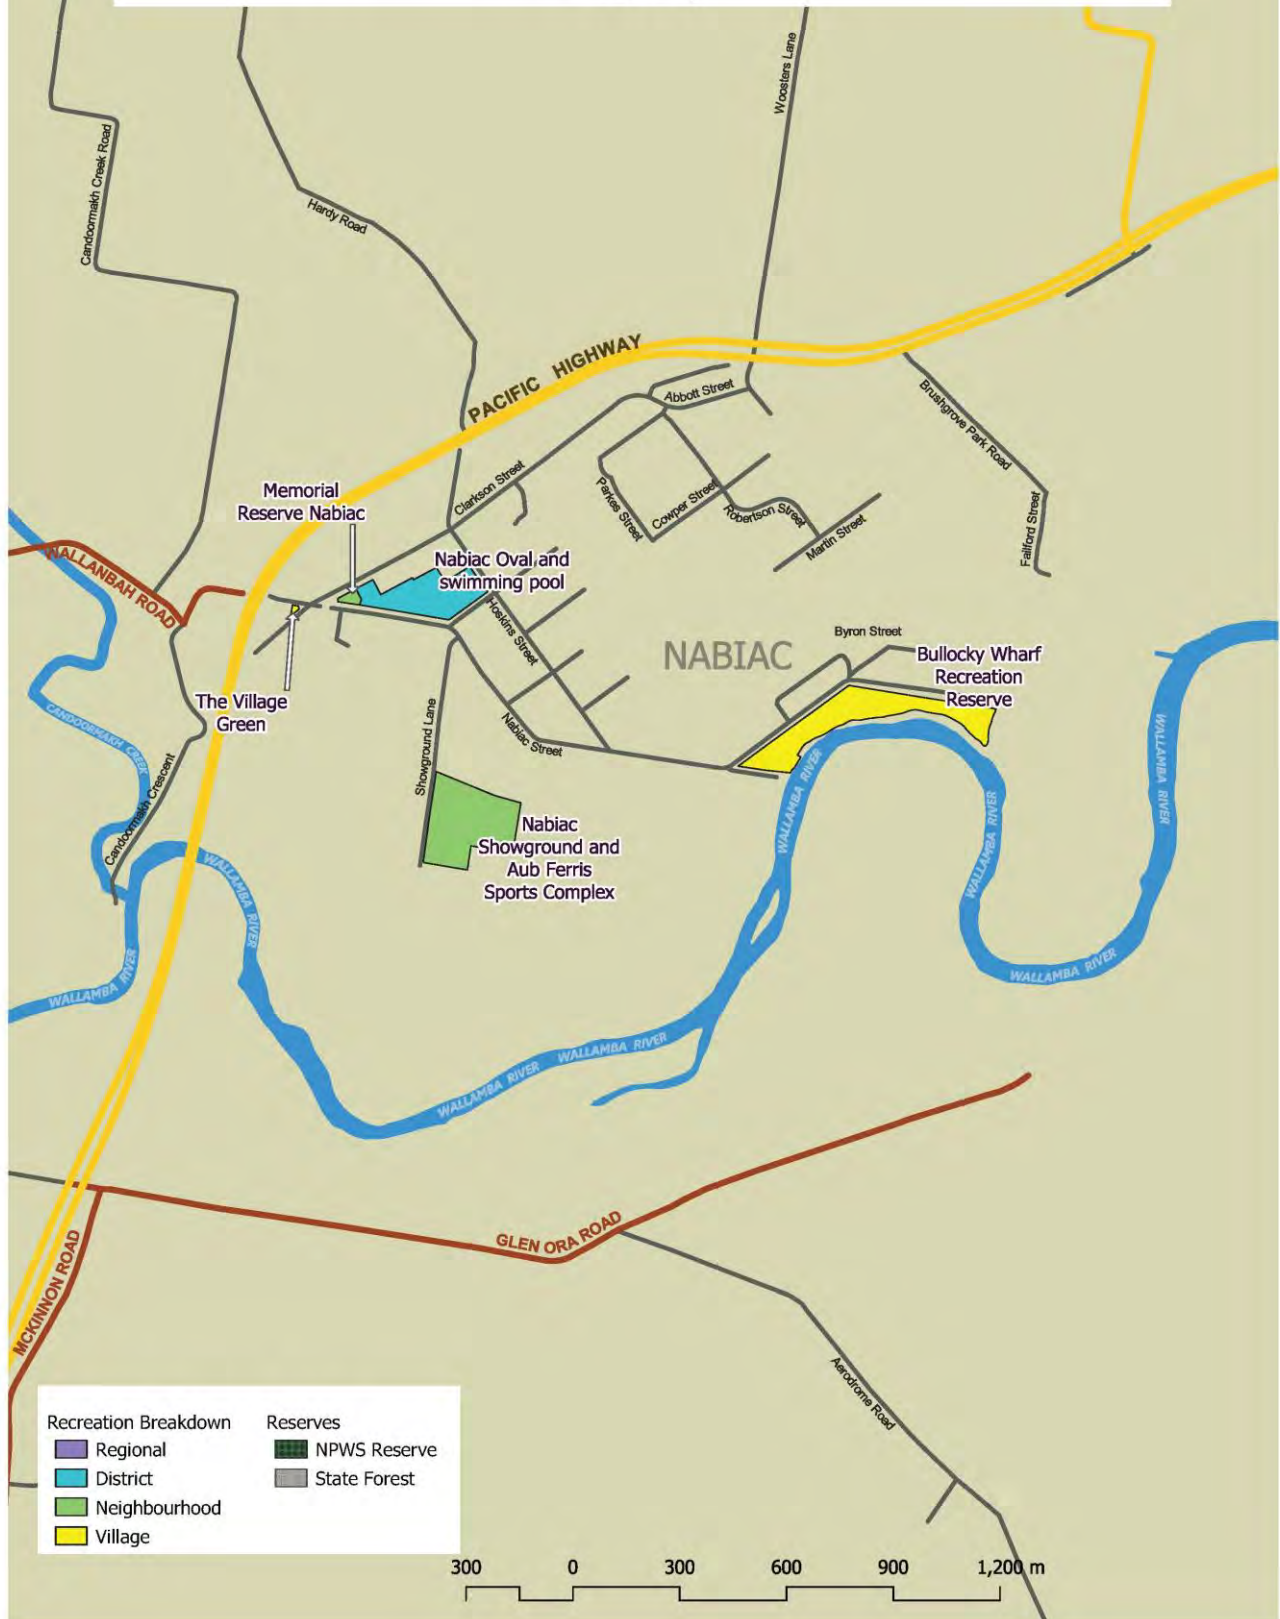 Woosters Lane
Candoormakh Creek Road
Hardy Road
PACIFIC HIGHWAY
Abbott Street
Brushgrove Park Road
Clarkson Street
Memorial
Reserve Nabiac
Parkes Street
Cowper Street
Robertson Street
Martin Street
Failford Street
WALLANBAH ROAD
Nabiac Oval and
swimming pool
Hoskins Street
NABIAC
Byron Street
Bullocky Wharf
Recreation
Reserve
The Village
Green
CANDOORMAKH CREEK
Showground Lane
Nabiac Street
Candoormakh Crescent
WALLAMBA RIVER
WALLAMBA RIVER
WALLAMBA RIVER
Nabiac
Showground and
Aub Ferris
Sports Complex
WALLAMBA RIVER
WALLAMBA RIVER
WALLAMBA RIVER
WALLAMBA RIVER
WALLAMBA RIVER
WALLAMBA RIVER
GLEN ORA ROAD
MCKINNON ROAD
Aerodrome Road
Recreation Breakdown
Regional
District
Neighbourhood
Village
Reserves
NPWS Reserve
State Forest
300 0 300 600 900 1,200 m